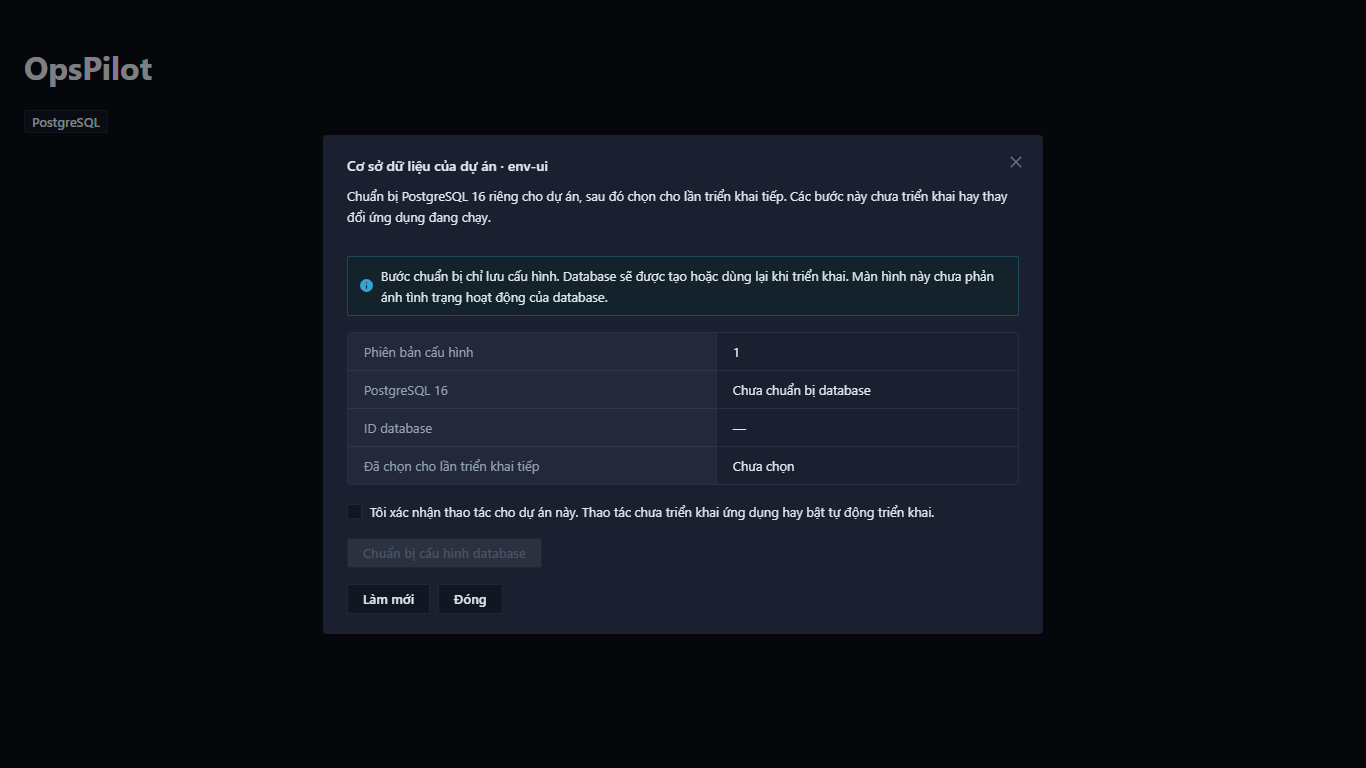 OpsPilot
PostgreSQL
Cơ sở dữ liệu của dự án · env-ui
Chuẩn bị PostgreSQL 16 riêng cho dự án, sau đó chọn cho lần triển khai tiếp. Các bước này chưa triển khai hay thay
đổi ứng dụng đang chạy.
Bước chuẩn bị chỉ lưu cấu hình. Database sẽ được tạo hoặc dùng lại khi triển khai. Màn hình này chưa phản
ánh tình trạng hoạt động của database.
Phiên bản cấu hình
1
PostgreSQL 16
Chưa chuẩn bị database
ID database
—
Đã chọn cho lần triển khai tiếp
Chưa chọn
Tôi xác nhận thao tác cho dự án này. Thao tác chưa triển khai ứng dụng hay bật tự động triển khai.
Chuẩn bị cấu hình database
Làm mới
Đóng